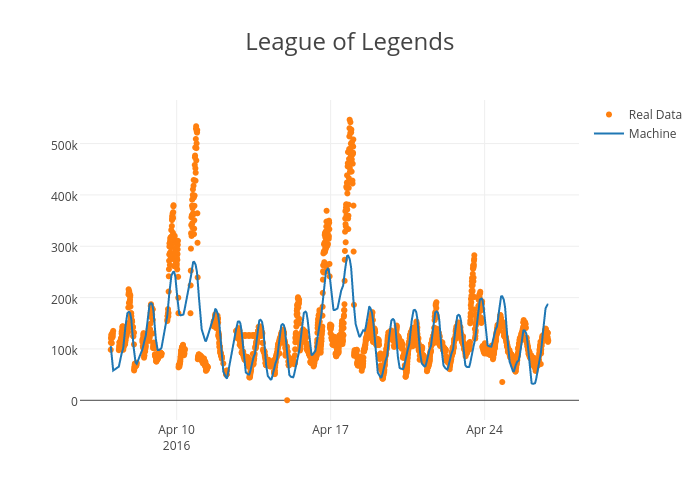 League of Legends
Real Data
Machine
500k
400k
300k
200k
100k
0
Apr 10
2016
Apr 17
Apr 24